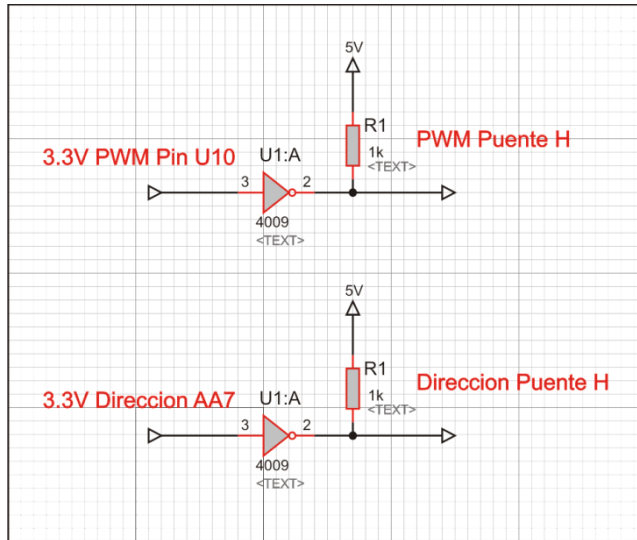 5V
R1
1k
<TEXT>
PWM Puente H
3.3V PWM Pin U10
U1:A
3
2
4009
<TEXT>
5V
R1
1k
<TEXT>
Direccion Puente H
3.3V Direccion AA7
U1:A
3
2
4009
<TEXT>